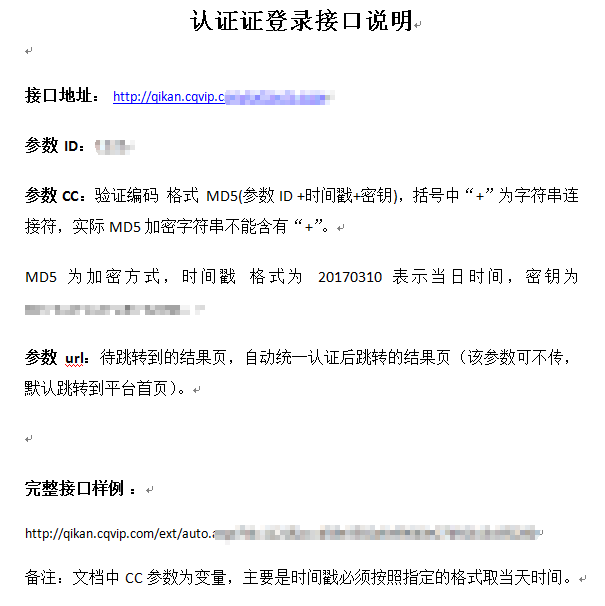 认证证登录接口说明
接口地址： http://qikan.cqvip.c
参数 ID：
参数 CC：验证编码 格式 MD5(参数 ID +时间戳+密钥)，括号中“+”为字符串连
接符，实际 MD5 加密字符串不能含有“+”。
MD5 为加密方式，时间戳 格式为 20170310 表示当日时间，密钥为
参数 url：待跳转到的结果页，自动统一认证后跳转的结果页（该参数可不传，
默认跳转到平台首页）。
完整接口样例 ：
http://qikan.cqvip.com/ext/auto.
备注：文档中 CC 参数为变量，主要是时间戳必须按照指定的格式取当天时间。